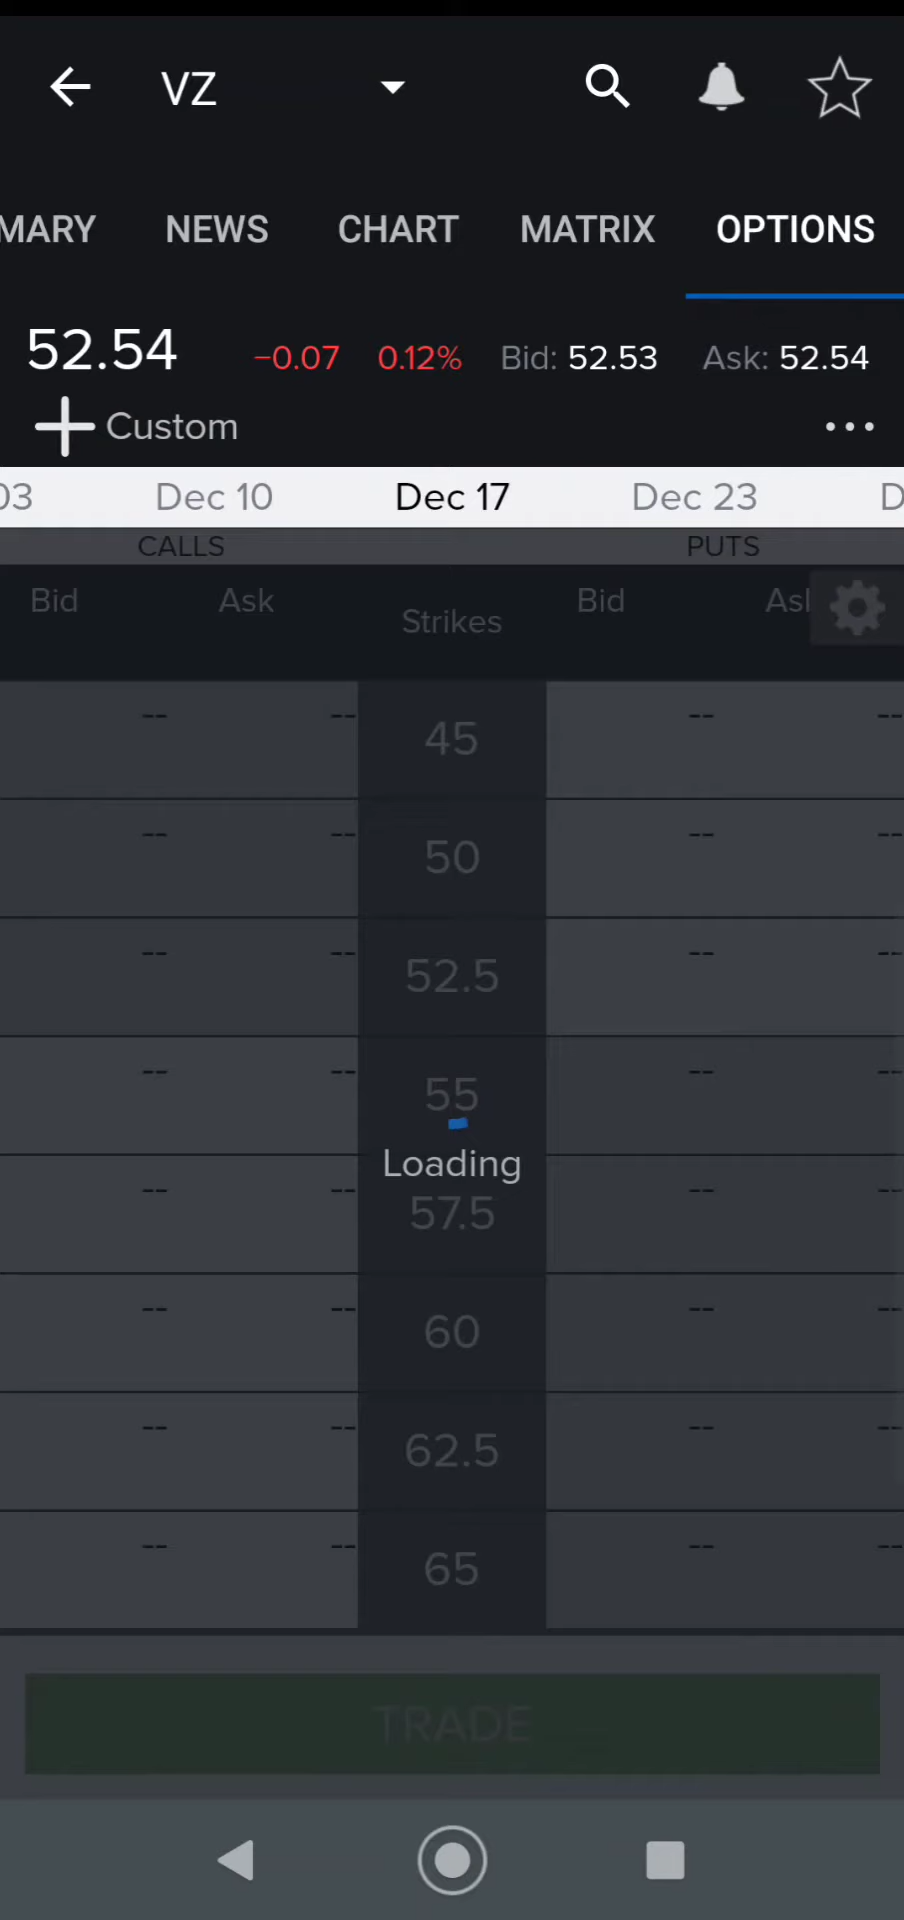 VZ
MARY NEWS CHART MATRIX OPTIONS
52.54 −0.07 0.12% Bid: 52.53 Ask: 52.54
Custom
03 Dec 10 Dec 17 Dec 23 D
CALLS PUTS
Bid Ask Strikes Bid Ask
-- -- 45 -- --
-- -- 50 -- --
-- -- 52.5 -- --
-- -- 55 -- --
Loading
-- -- 57.5 -- --
-- -- 60 -- --
-- -- 62.5 -- --
-- -- 65 -- --
TRADE